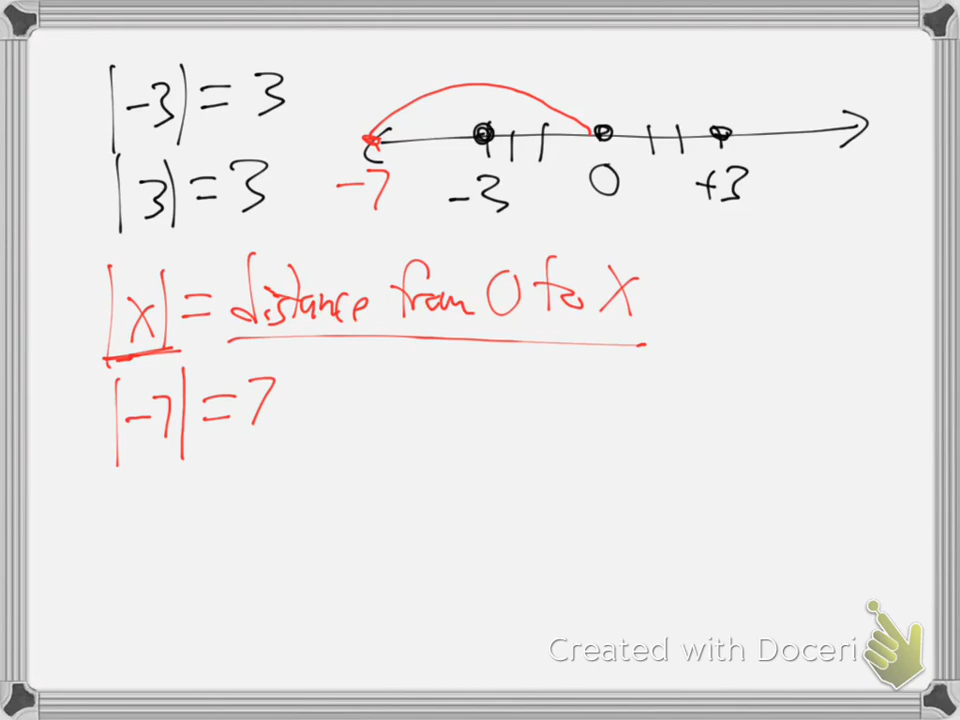 |-3| = 3
|3| = 3
-7 -3 0 +3
|x| = distance from 0 to x
|-7| = 7
Created with Doceri